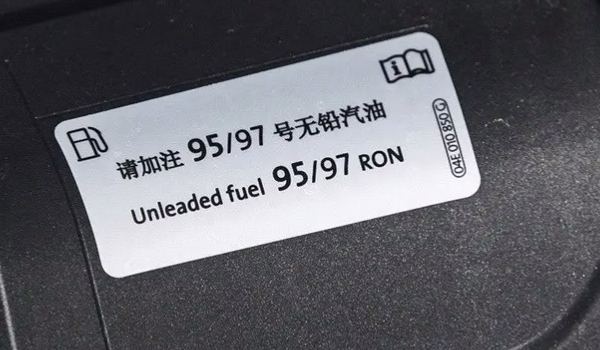 请加注 95/97 号无铅汽油
Unleaded fuel 95/97 RON
04E 010 850 G